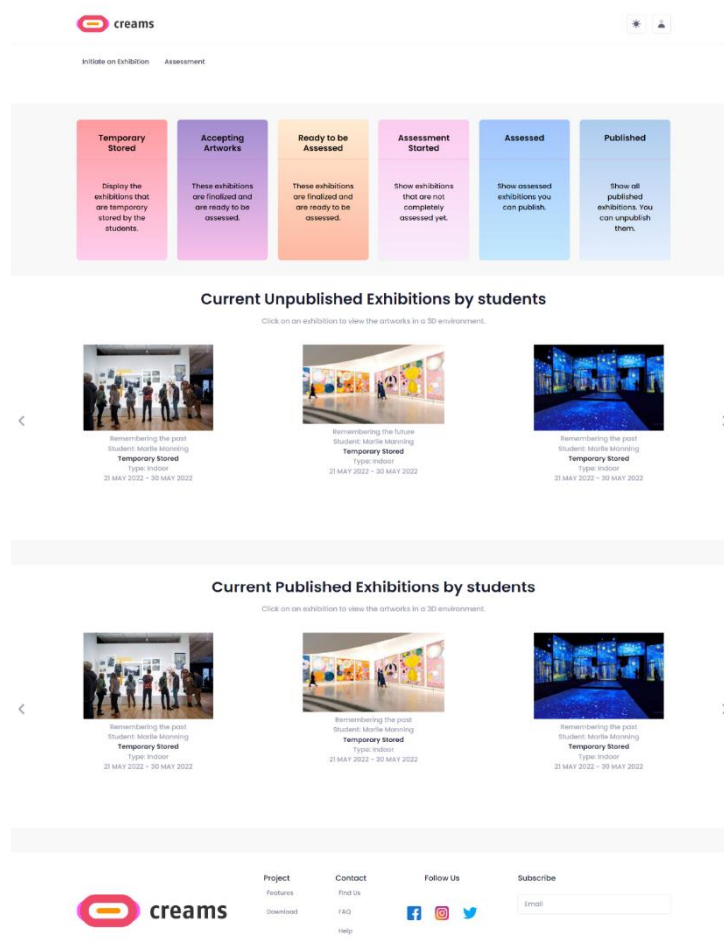 creams
Initiate an Exhibition Assessment
Temporary
Stored
Display the
exhibitions that
are temporary
stored by the
students.
Accepting
Artworks
These exhibitions
are finalized and
are ready to be
assessed.
Ready to be
Assessed
These exhibitions
are finalized and
are ready to be
assessed.
Assessment
Started
Show exhibitions
that are not
completely
assessed yet.
Assessed
Show assessed
exhibitions you
can publish.
Published
Show all
published
exhibitions. You
can unpublish
them.
Current Unpublished Exhibitions by students
Click on an exhibition to view the artworks in a 3D environment.
Remembering the past
Student: Marlie Manning
Temporary Stored
Type: Indoor
21 MAY 2022 - 30 MAY 2022
Remembering the future
Student: Marlie Manning
Temporary Stored
Type: Indoor
21 MAY 2022 - 30 MAY 2022
Remembering the past
Student: Marlie Manning
Temporary Stored
Type: Indoor
21 MAY 2022 - 30 MAY 2022
Current Published Exhibitions by students
Click on an exhibition to view the artworks in a 3D environment.
Remembering the past
Student: Marlie Manning
Temporary Stored
Type: Indoor
21 MAY 2022 - 30 MAY 2022
Remembering the past
Student: Marlie Manning
Temporary Stored
Type: Indoor
21 MAY 2022 - 30 MAY 2022
Remembering the past
Student: Marlie Manning
Temporary Stored
Type: Indoor
21 MAY 2022 - 30 MAY 2022
creams
Project
Features
Download
Contact
Find Us
FAQ
Help
Follow Us
Subscribe
Email